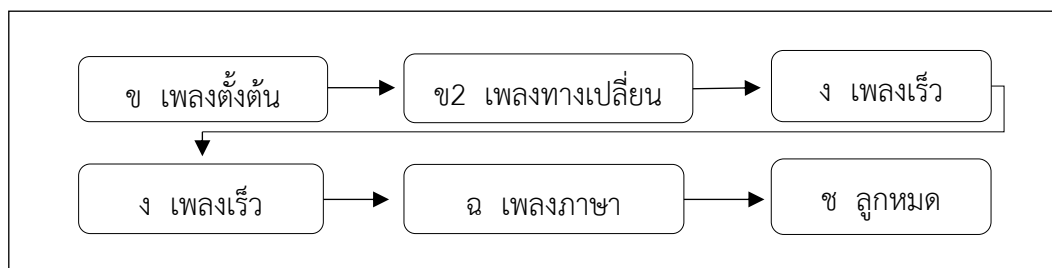 ข เพลงตั้งต้น
ข2 เพลงทางเปลี่ยน
ง เพลงเร็ว
ง เพลงเร็ว
ฉ เพลงภาษา
ช ลูกหมด